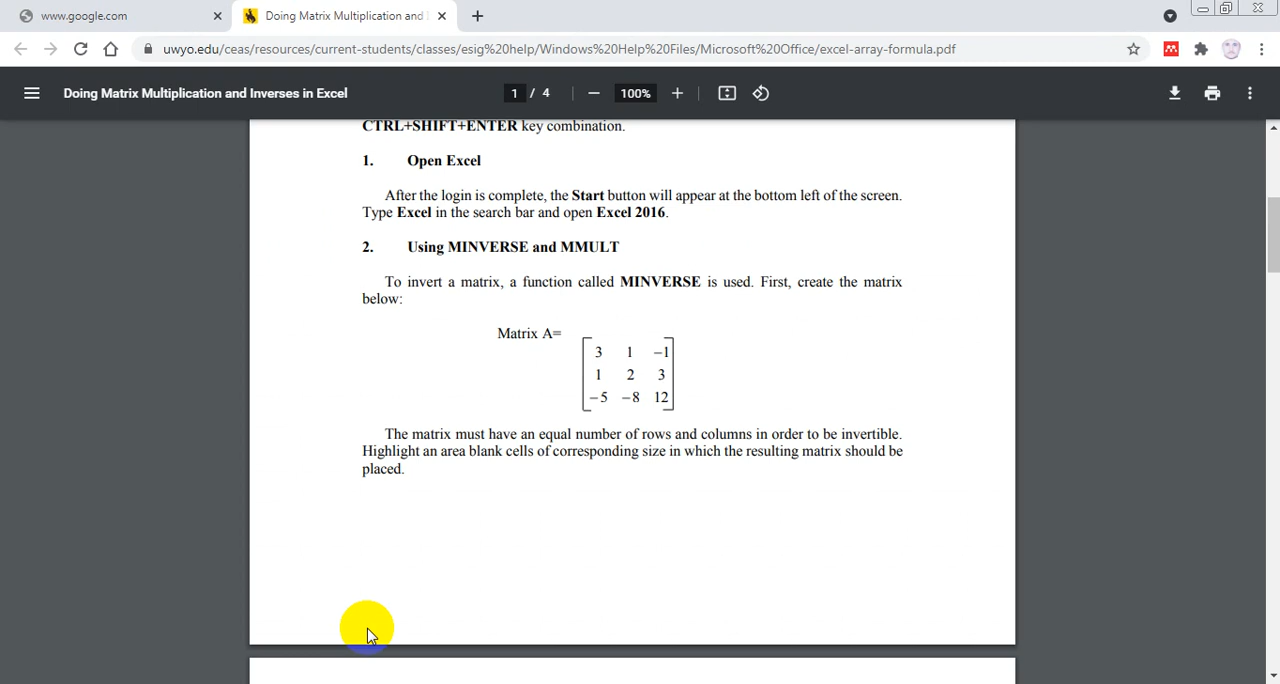 www.google.com
Doing Matrix Multiplication and
uwyo.edu/ceas/resources/current-students/classes/esig%20help/Windows%20Help%20Files/Microsoft%20Office/excel-array-formula.pdf
Doing Matrix Multiplication and Inverses in Excel
1 / 4
100%
CTRL+SHIFT+ENTER key combination.
1. Open Excel
After the login is complete, the Start button will appear at the bottom left of the screen.
Type Excel in the search bar and open Excel 2016.
2. Using MINVERSE and MMULT
To invert a matrix, a function called MINVERSE is used. First, create the matrix
below:
Matrix A=
3 1 −1
1 2 3
−5 −8 12
The matrix must have an equal number of rows and columns in order to be invertible.
Highlight an area blank cells of corresponding size in which the resulting matrix should be
placed.